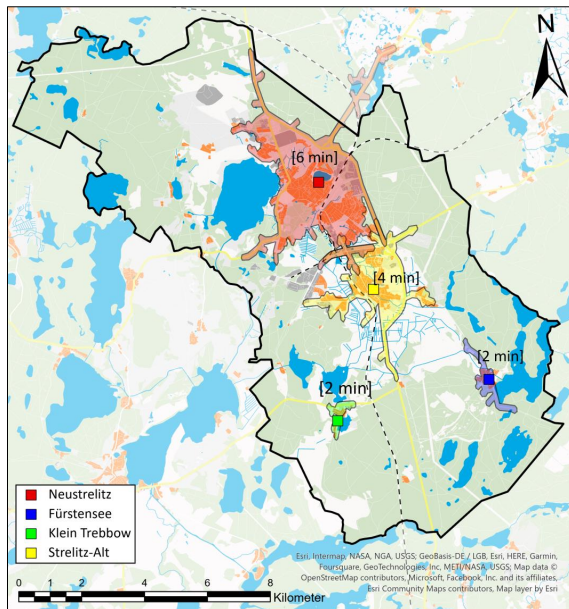 N
[6 min]
[4 min]
[2 min]
[2 min]
Neustrelitz
Fürstensee
Klein Trebbow
Strelitz-Alt
Esri, Intermap, NASA, NGA, USGS; GeoBasis-DE / LGB, Esri, HERE, Garmin,
Foursquare, GeoTechnologies, Inc, METI/NASA, USGS; Map data ©
OpenStreetMap contributors, Microsoft, Facebook, Inc. and its affiliates,
Esri Community Maps contributors, Map layer by Esri
0 1 2 4 6 8
Kilometer